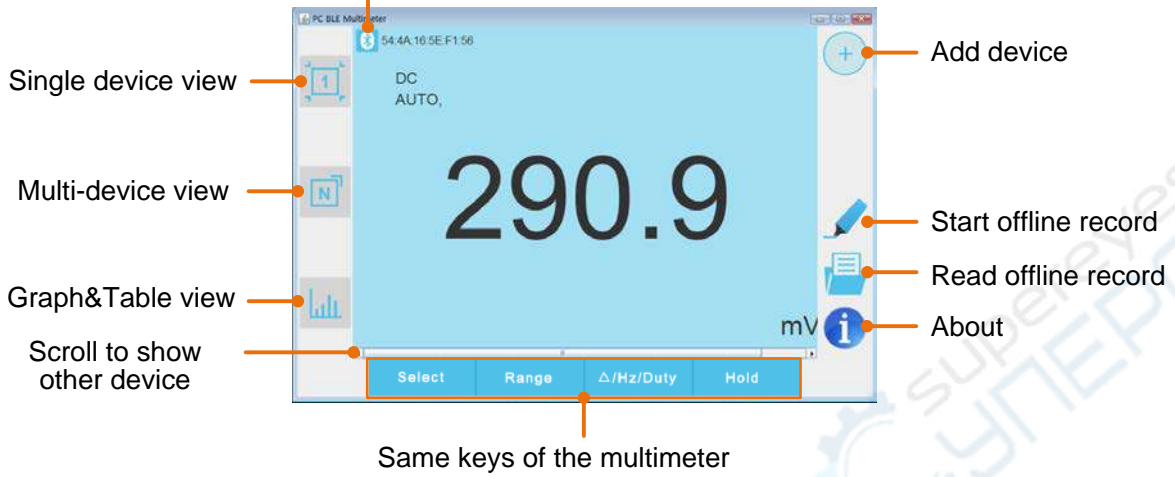 PC BLE Multimeter
54:4A:16:5E:F1:56
Add device
Single device view
1
+
DC
AUTO,
290.9
Multi-device view
N
Start offline record
Read offline record
Graph&Table view
mV
i
About
Scroll to show
other device
Select Range △/Hz/Duty Hold
Same keys of the multimeter
supereyes
СУПЕР